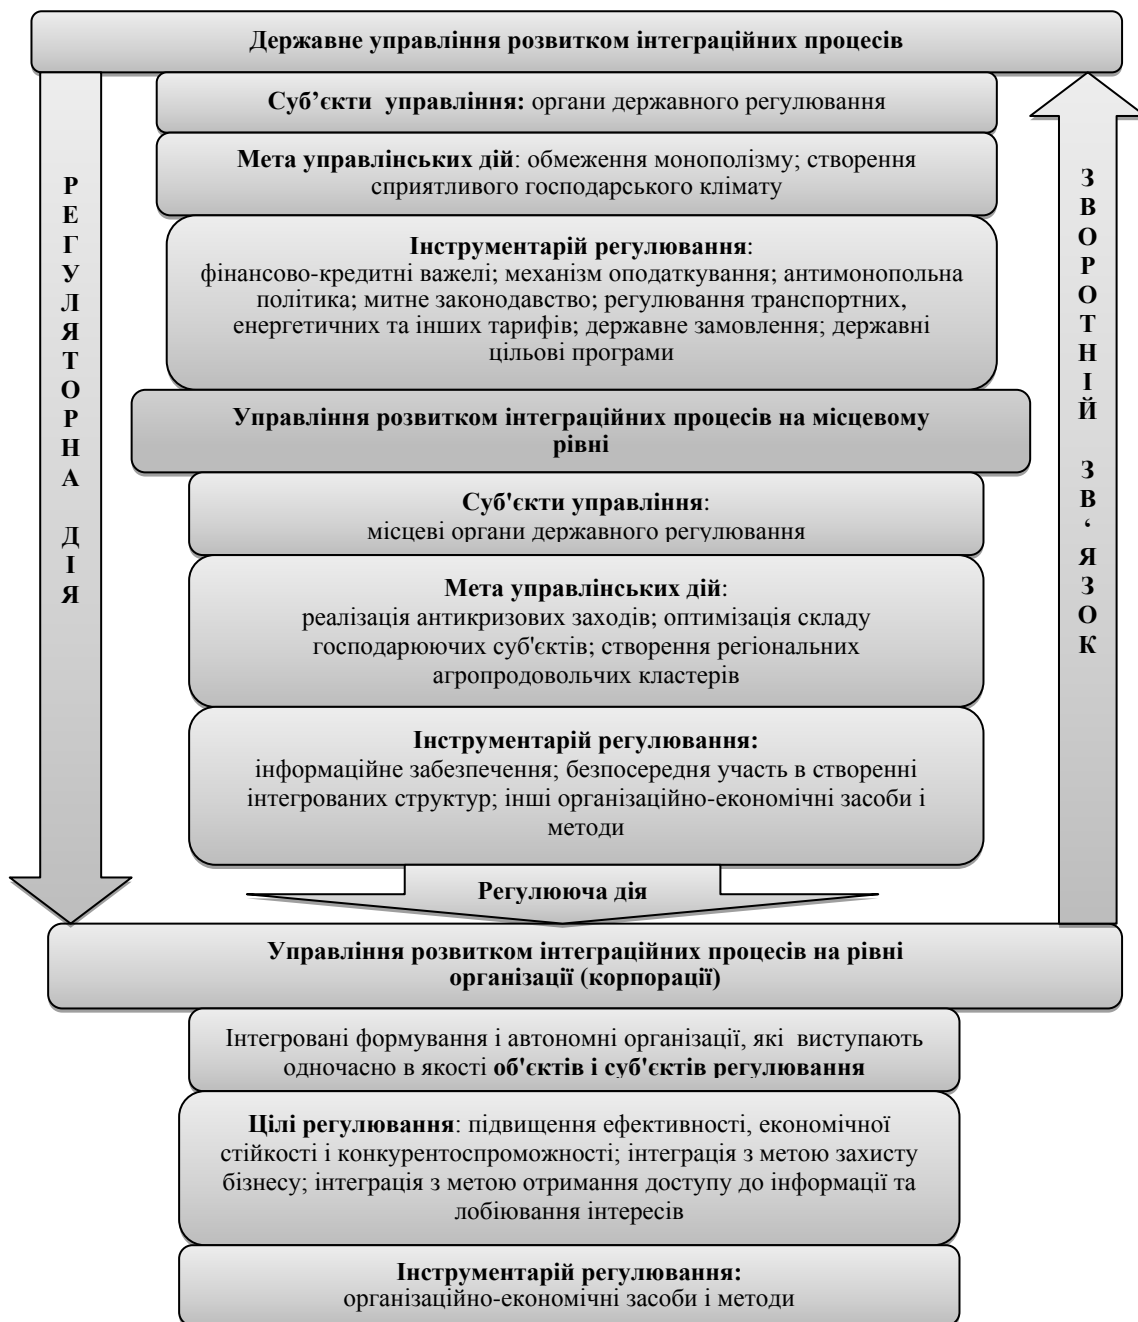 Державне управління розвитком інтеграційних процесів
Суб’єкти управління: органи державного регулювання
Мета управлінських дій: обмеження монополізму; створення
сприятливого господарського клімату
Інструментарій регулювання:
фінансово-кредитні важелі; механізм оподаткування; антимонопольна
політика; митне законодавство; регулювання транспортних,
енергетичних та інших тарифів; державне замовлення; державні
цільові програми
Управління розвитком інтеграційних процесів на місцевому
рівні
Суб'єкти управління:
місцеві органи державного регулювання
Мета управлінських дій:
реалізація антикризових заходів; оптимізація складу
господарюючих суб'єктів; створення регіональних
агропродовольчих кластерів
Інструментарій регулювання:
інформаційне забезпечення; безпосередня участь в створенні
інтегрованих структур; інші організаційно-економічні засоби і
методи
Регулююча дія
Управління розвитком інтеграційних процесів на рівні
організації (корпорації)
Інтегровані формування і автономні організації, які виступають
одночасно в якості об'єктів і суб'єктів регулювання
Цілі регулювання: підвищення ефективності, економічної
стійкості і конкурентоспроможності; інтеграція з метою захисту
бізнесу; інтеграція з метою отримання доступу до інформації та
лобіювання інтересів
Інструментарій регулювання:
організаційно-економічні засоби і методи
РЕГУЛЯТОРНА ДІЯ
ЗВОРОТНІЙ ЗВ‘ЯЗОК